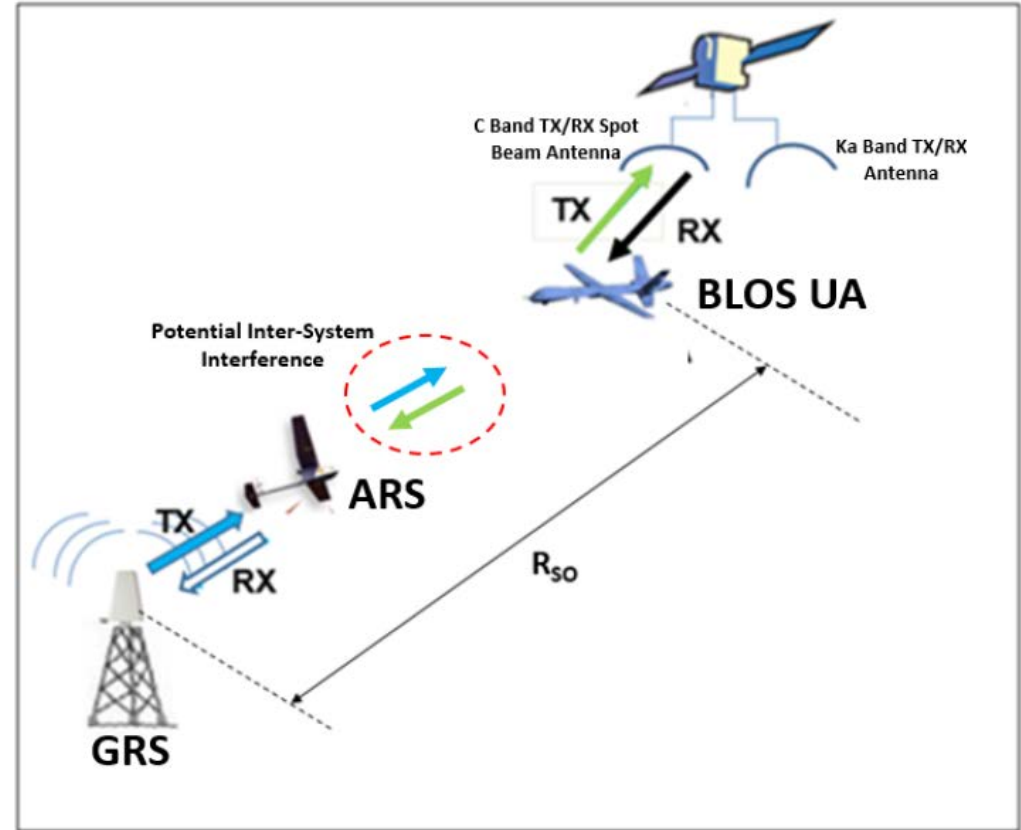 C Band TX/RX Spot
Beam Antenna
Ka Band TX/RX
Antenna
TX
RX
BLOS UA
Potential Inter-System
Interference
ARS
TX
RX
R_SO
GRS